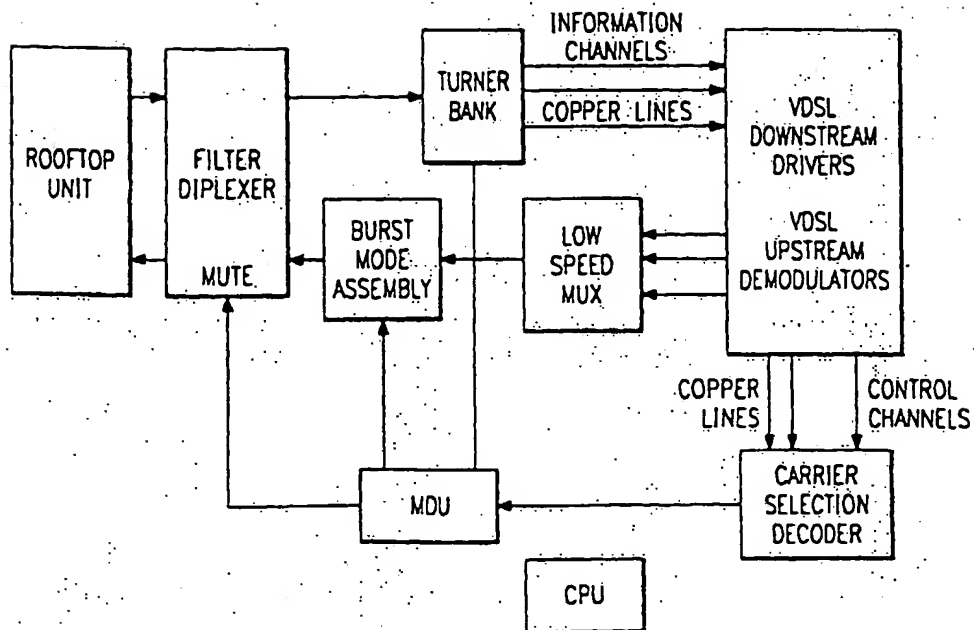 INFORMATION
CHANNELS
TURNER
BANK
COPPER LINES
VDSL
DOWNSTREAM
DRIVERS
ROOFTOP
UNIT
FILTER
DIPLEXER
MUTE
BURST
MODE
ASSEMBLY
LOW
SPEED
MUX
VDSL
UPSTREAM
DEMODULATORS
COPPER
LINES
CONTROL
CHANNELS
MDU
CARRIER
SELECTION
DECODER
CPU